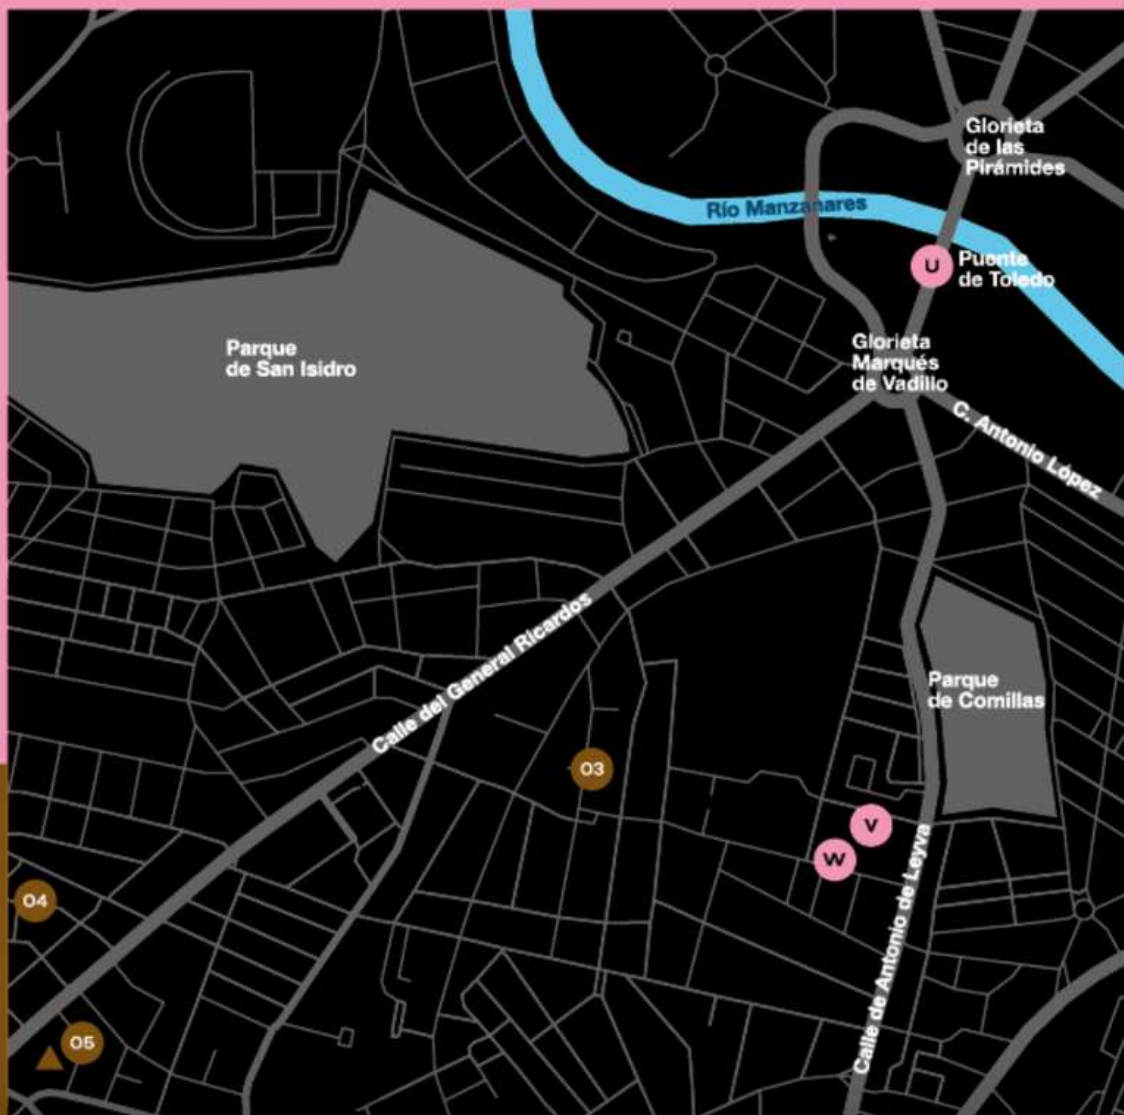 Glorieta
de las
Pirámides
Río Manzanares
U
Puente
de Toledo
Glorieta
Marqués
de Vadillo
Parque
de San Isidro
C. Antonio López
Calle del General Ricardos
Parque
de Comillas
03
V
W
Calle de Antonio de Leyva
04
05